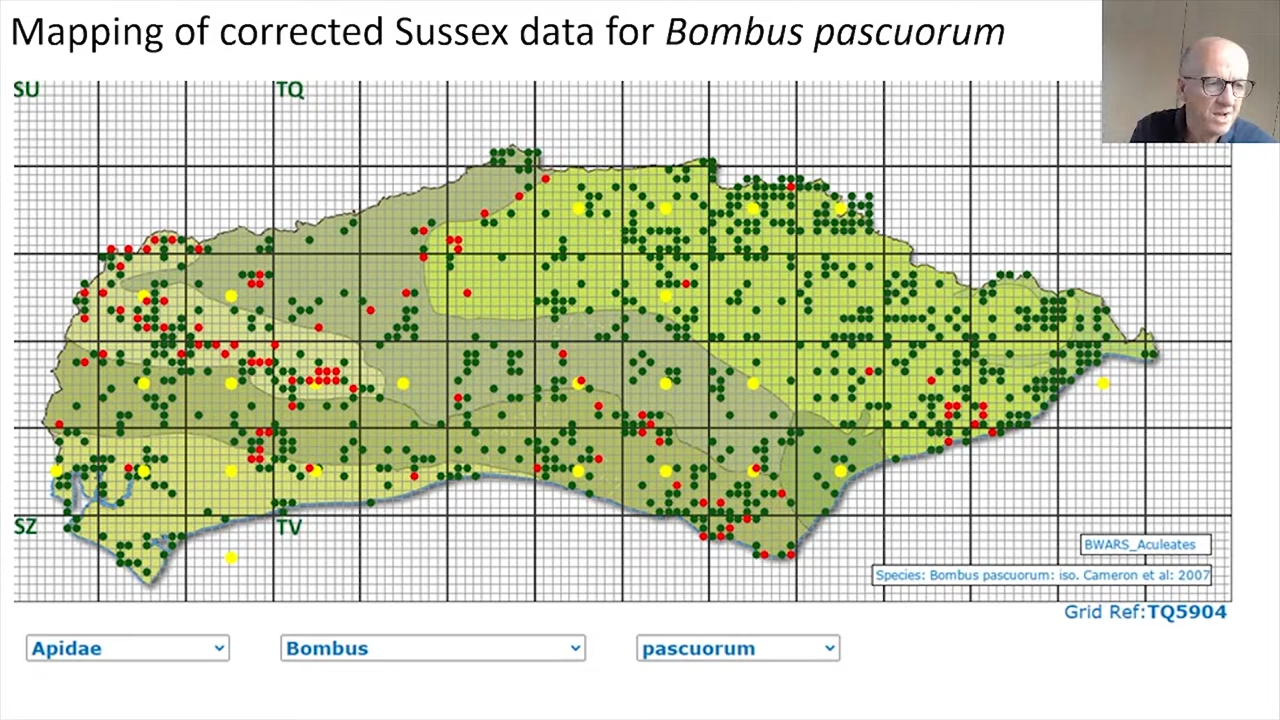 Mapping of corrected Sussex data for Bombus pascuorum
SU
TQ
SZ
TV
BWARS_Aculeates
Species: Bombus pascuorum: iso. Cameron et al: 2007
Grid Ref:TQ5904
Apidae
Bombus
pascuorum